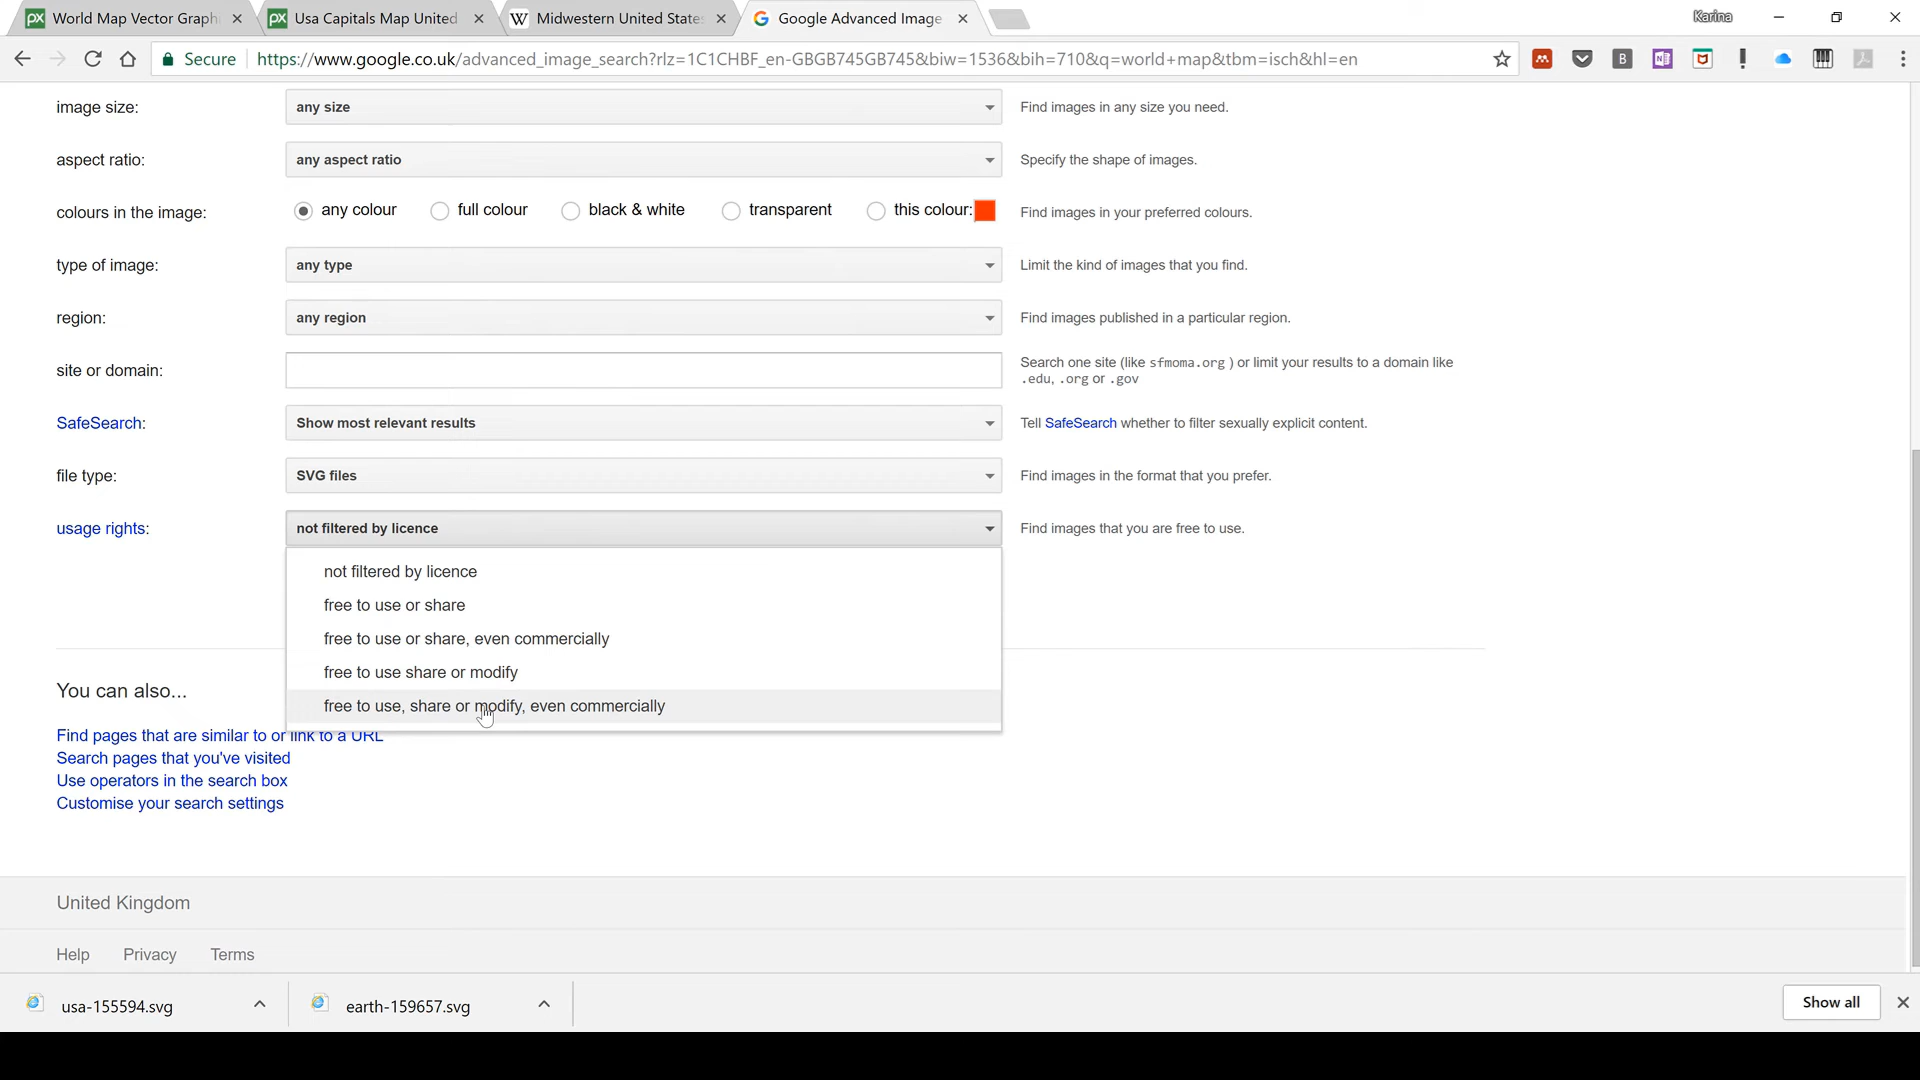 World Map Vector Graphi
Usa Capitals Map United
Midwestern United States
Google Advanced Image
Karina
Secure https://www.google.co.uk/advanced_image_search?rlz=1C1CHBF_en-GBGB745GB745&biw=1536&bih=710&q=world+map&tbm=isch&hl=en
image size: any size Find images in any size you need.
aspect ratio: any aspect ratio Specify the shape of images.
colours in the image: any colour full colour black & white transparent this colour: Find images in your preferred colours.
type of image: any type Limit the kind of images that you find.
region: any region Find images published in a particular region.
site or domain: Search one site (like sfmoma.org ) or limit your results to a domain like
.edu, .org or .gov
SafeSearch: Show most relevant results Tell SafeSearch whether to filter sexually explicit content.
file type: SVG files Find images in the format that you prefer.
usage rights: not filtered by licence Find images that you are free to use.
not filtered by licence
free to use or share
free to use or share, even commercially
free to use share or modify
free to use, share or modify, even commercially
You can also...
Find pages that are similar to or link to a URL
Search pages that you've visited
Use operators in the search box
Customise your search settings
United Kingdom
Help Privacy Terms
usa-155594.svg earth-159657.svg Show all